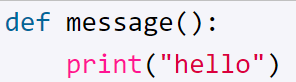 def message():
    print("hello")